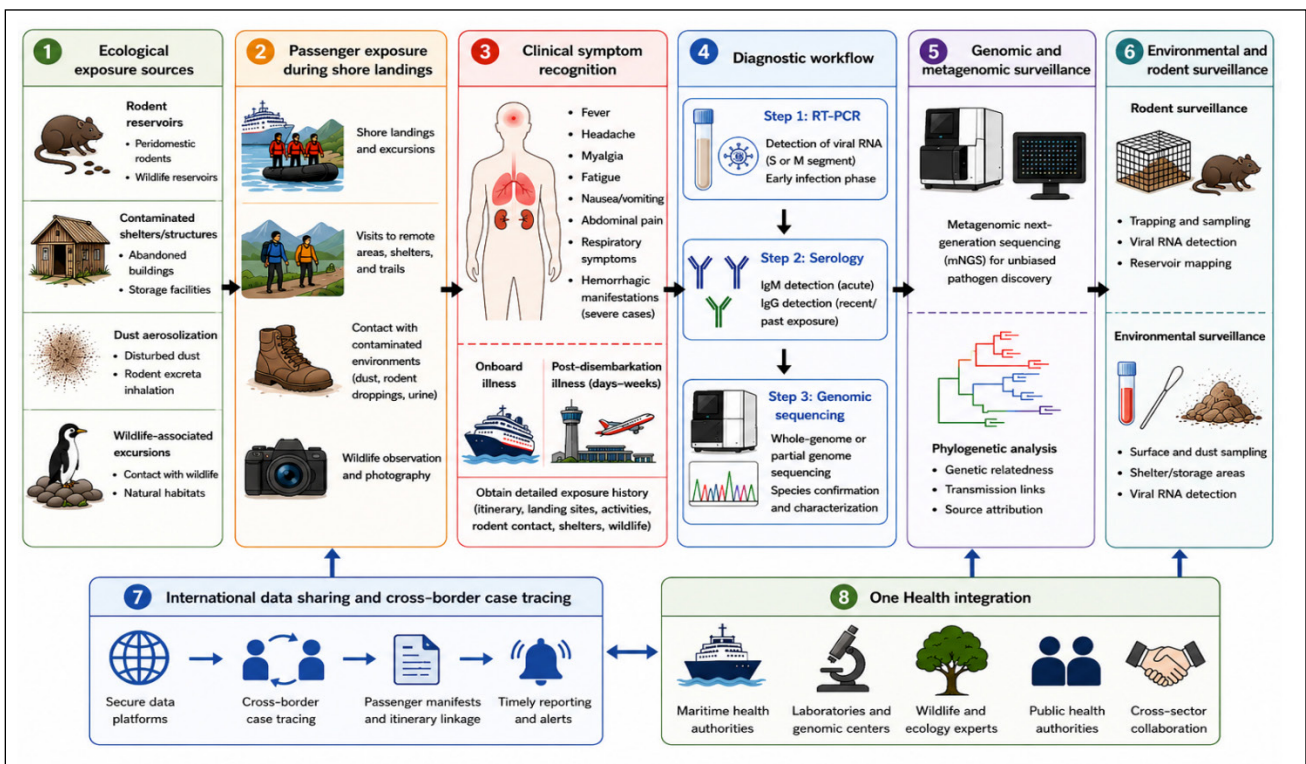 1
Ecological
exposure sources
Rodent
reservoirs
• Peridomestic
rodents
• Wildlife reservoirs
Contaminated
shelters/structures
• Abandoned
buildings
• Storage facilities
Dust aerosolization
• Disturbed dust
• Rodent excreta
inhalation
Wildlife-associated
excursions
• Contact with wildlife
• Natural habitats
2
Passenger exposure
during shore landings
Shore landings
and excursions
Visits to remote
areas, shelters,
and trails
Contact with
contaminated
environments
(dust, rodent
droppings, urine)
Wildlife observation
and photography
3
Clinical symptom
recognition
• Fever
• Headache
• Myalgia
• Fatigue
• Nausea/vomiting
• Abdominal pain
• Respiratory
symptoms
• Hemorrhagic
manifestations
(severe cases)
Onboard
illness
Post-disembarkation
illness (days–weeks)
Obtain detailed exposure history
(itinerary, landing sites, activities,
rodent contact, shelters, wildlife)
4
Diagnostic workflow
Step 1: RT-PCR
Detection of viral RNA
(S or M segment)
Early infection phase
Step 2: Serology
IgM detection (acute)
IgG detection (recent/
past exposure)
Step 3: Genomic
sequencing
Whole-genome or
partial genome
sequencing
Species confirmation
and characterization
5
Genomic and
metagenomic surveillance
Metagenomic next-
generation sequencing
(mNGS) for unbiased
pathogen discovery
Phylogenetic analysis
• Genetic relatedness
• Transmission links
• Source attribution
6
Environmental and
rodent surveillance
Rodent surveillance
• Trapping and sampling
• Viral RNA detection
• Reservoir mapping
Environmental surveillance
• Surface and dust sampling
• Shelter/storage areas
• Viral RNA detection
7
International data sharing and cross-border case tracing
Secure data
platforms
Cross-border
case tracing
Passenger manifests
and itinerary linkage
Timely reporting
and alerts
8
One Health integration
Maritime health
authorities
Laboratories and
genomic centers
Wildlife and
ecology experts
Public health
authorities
Cross-sector
collaboration